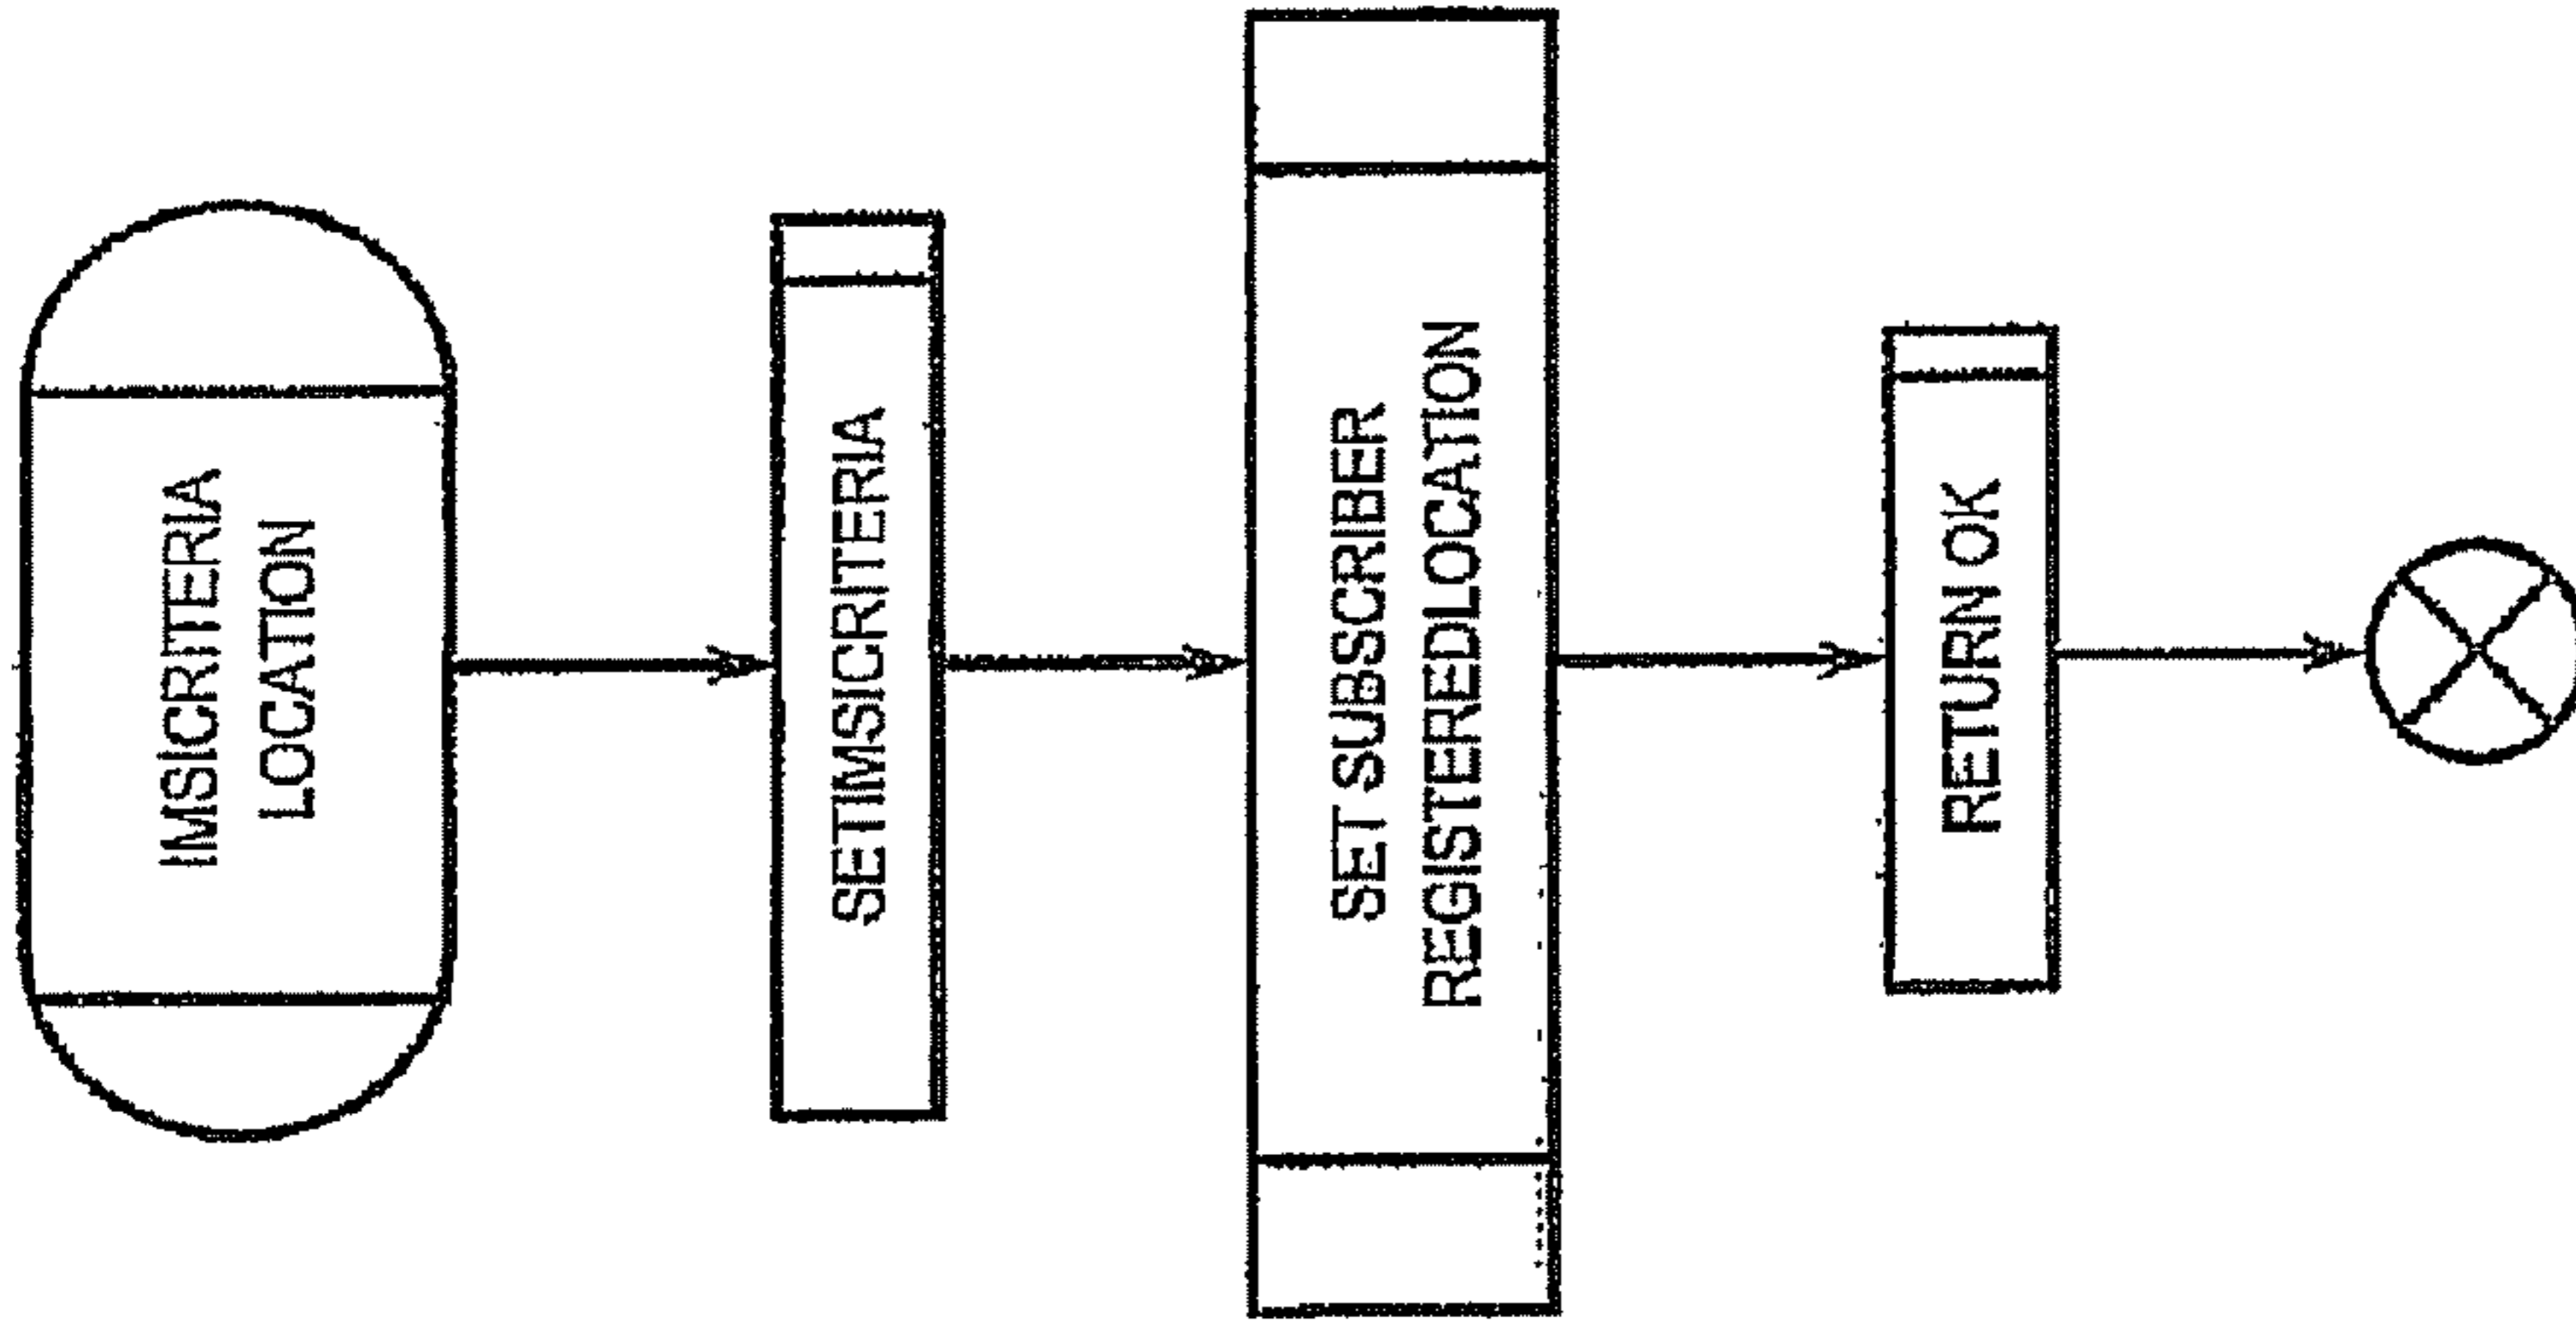 IMSICRITERIA
LOCATION
SETIMSICRITERIA
SET SUBSCRIBER
REGISTEREDLOCATION
RETURN OK